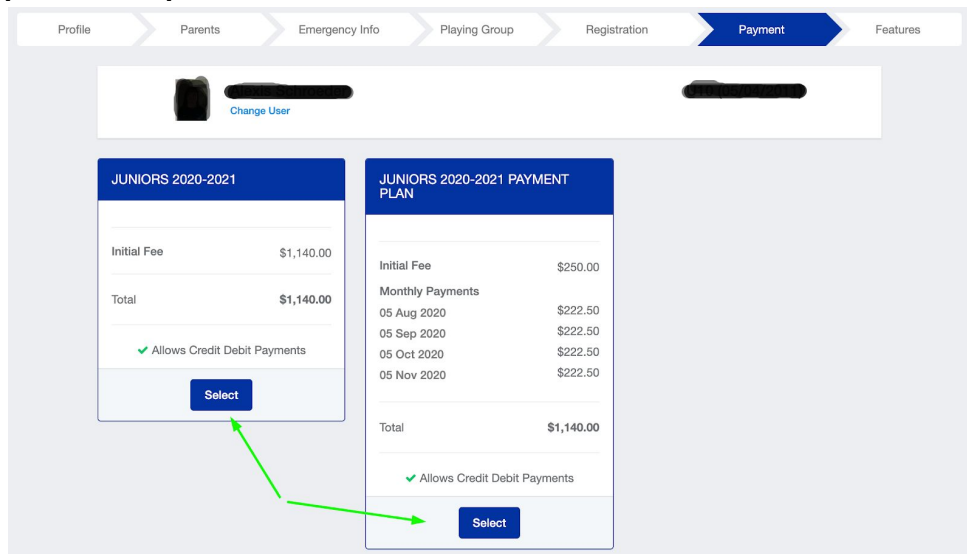 Profile
Parents
Emergency Info
Playing Group
Registration
Payment
Features
Change User
JUNIORS 2020-2021
Initial Fee $1,140.00
Total $1,140.00
✔ Allows Credit Debit Payments
Select
JUNIORS 2020-2021 PAYMENT
PLAN
Initial Fee $250.00
Monthly Payments
05 Aug 2020 $222.50
05 Sep 2020 $222.50
05 Oct 2020 $222.50
05 Nov 2020 $222.50
Total $1,140.00
✔ Allows Credit Debit Payments
Select